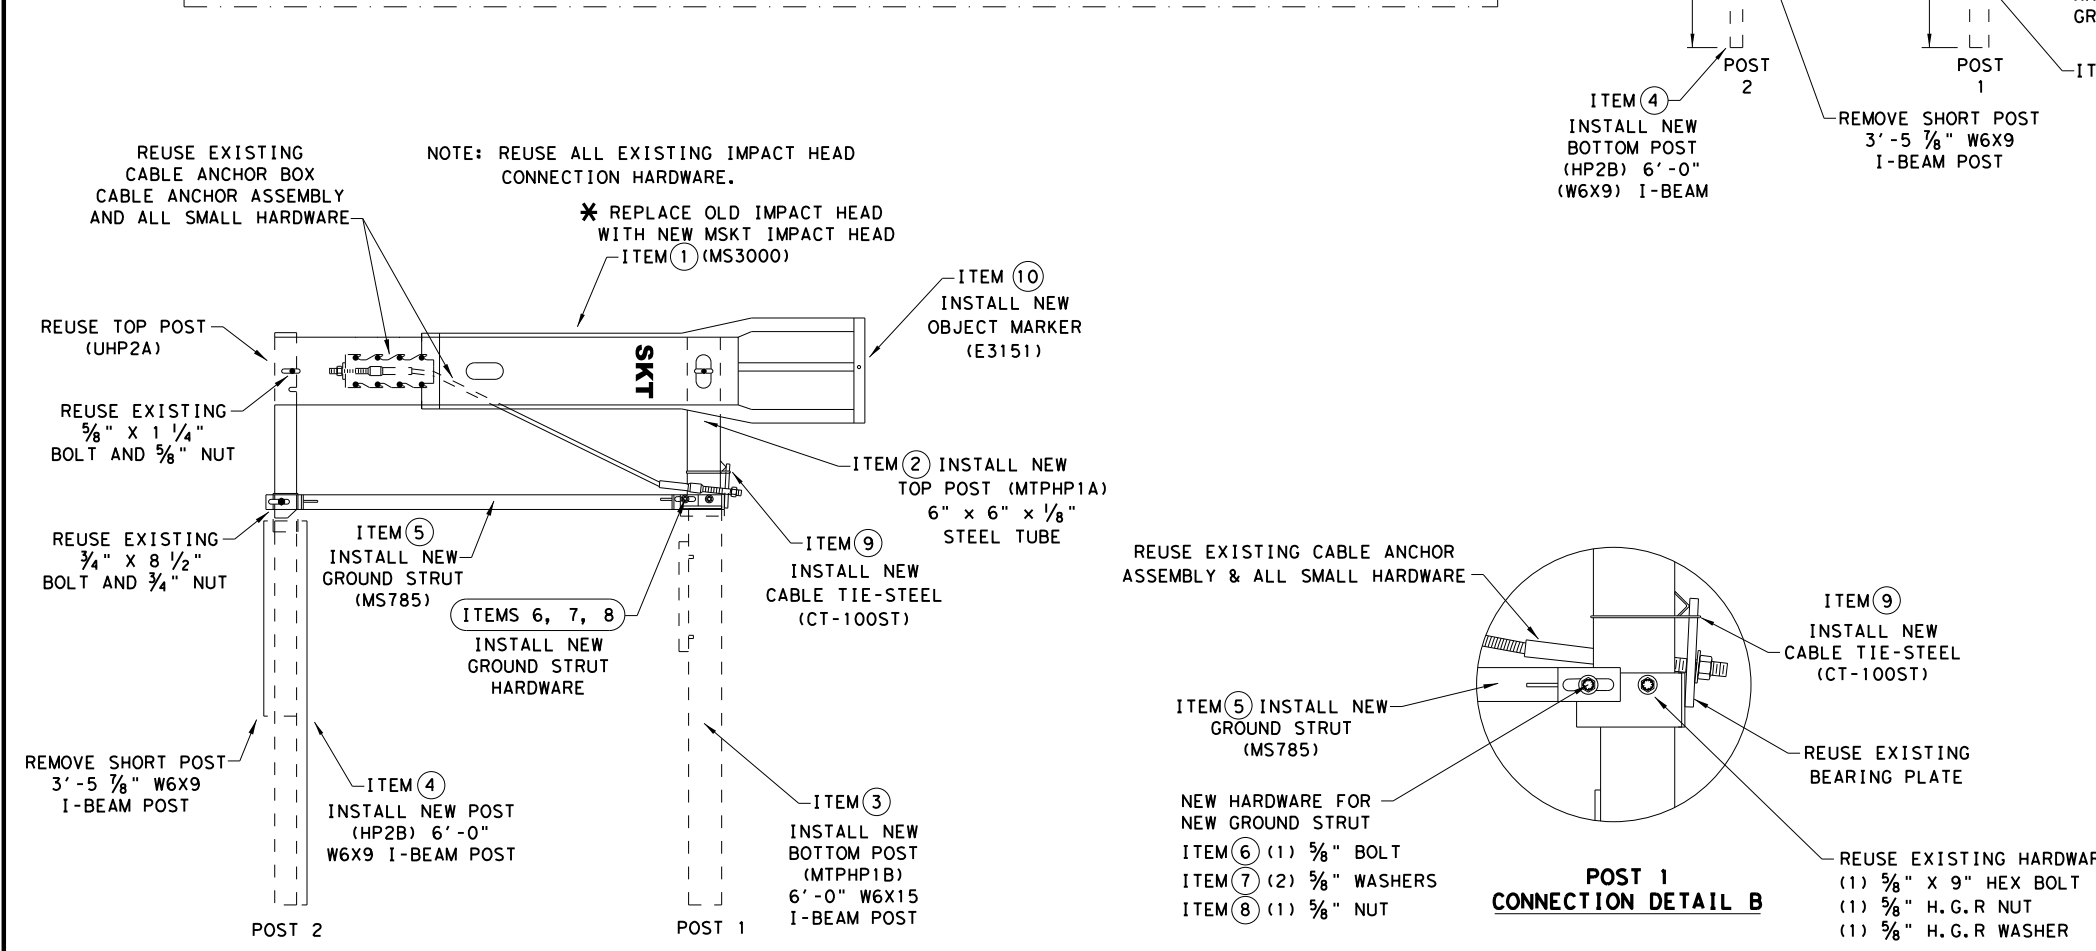 GR
POST
2
POST
1
IT
ITEM 4
INSTALL NEW
BOTTOM POST
(HP2B) 6'-0"
(W6X9) I-BEAM
REMOVE SHORT POST
3'-5 7/8" W6X9
I-BEAM POST
REUSE EXISTING
CABLE ANCHOR BOX
CABLE ANCHOR ASSEMBLY
AND ALL SMALL HARDWARE
NOTE: REUSE ALL EXISTING IMPACT HEAD
CONNECTION HARDWARE.
* REPLACE OLD IMPACT HEAD
WITH NEW MSKT IMPACT HEAD
ITEM 1 (MS3000)
ITEM 10
INSTALL NEW
OBJECT MARKER
(E3151)
REUSE TOP POST
(UHP2A)
SKT
REUSE EXISTING
5/8" X 1 1/4"
BOLT AND 5/8" NUT
ITEM 2 INSTALL NEW
TOP POST (MTPHP1A)
6" x 6" x 1/8"
STEEL TUBE
REUSE EXISTING
3/4" X 8 1/2"
BOLT AND 3/4" NUT
ITEM 5
INSTALL NEW
GROUND STRUT
(MS785)
ITEMS 6, 7, 8
INSTALL NEW
GROUND STRUT
HARDWARE
ITEM 9
INSTALL NEW
CABLE TIE-STEEL
(CT-100ST)
REMOVE SHORT POST
3'-5 7/8" W6X9
I-BEAM POST
ITEM 4
INSTALL NEW POST
(HP2B) 6'-0"
W6X9 I-BEAM POST
ITEM 3
INSTALL NEW
BOTTOM POST
(MTPHP1B)
6'-0" W6X15
I-BEAM POST
POST 2
POST 1
REUSE EXISTING CABLE ANCHOR
ASSEMBLY & ALL SMALL HARDWARE
ITEM 9
INSTALL NEW
CABLE TIE-STEEL
(CT-100ST)
ITEM 5 INSTALL NEW
GROUND STRUT
(MS785)
REUSE EXISTING
BEARING PLATE
NEW HARDWARE FOR
NEW GROUND STRUT
ITEM 6 (1) 5/8" BOLT
ITEM 7 (2) 5/8" WASHERS
ITEM 8 (1) 5/8" NUT
REUSE EXISTING HARDWAR
(1) 5/8" X 9" HEX BOLT
(1) 5/8" H.G.R NUT
(1) 5/8" H.G.R WASHER
POST 1
CONNECTION DETAIL B